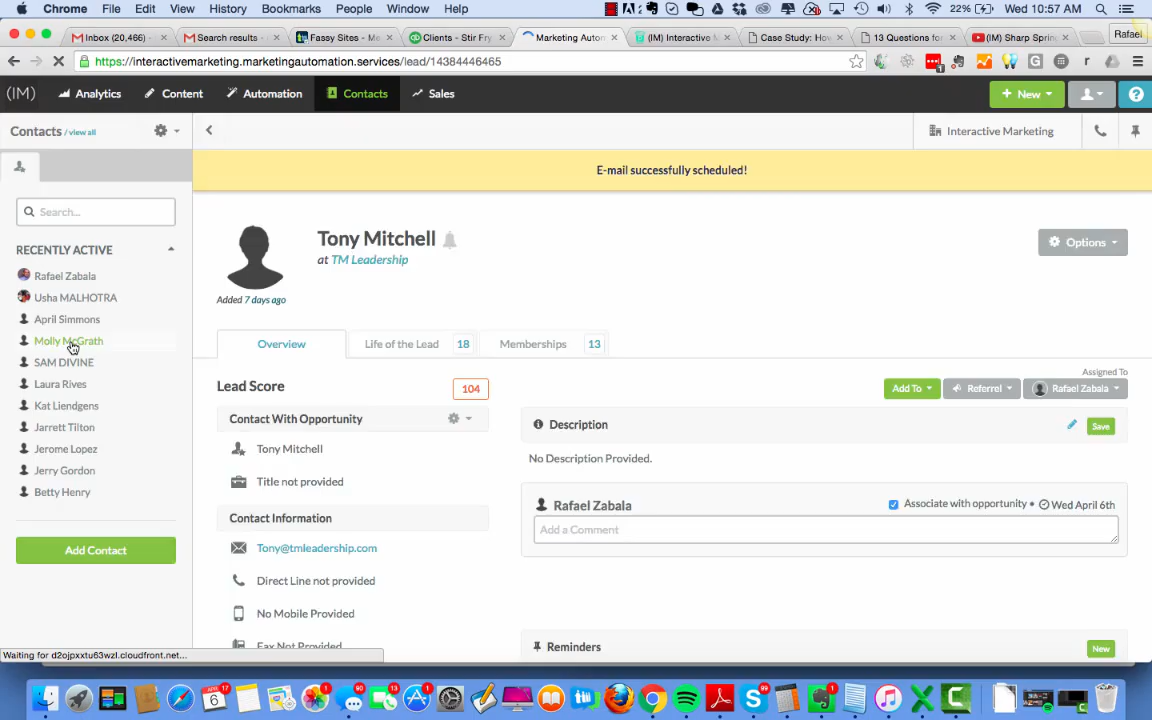 Chrome File Edit View History Bookmarks People Window Help
2 22% Wed 10:57 AM
Inbox (20,466)
Search results -
Fassy Sites - M
Clients - Stir Fry
Marketing Auton
(IM) Interactive
Case Study: How
13 Questions for
(IM) Sharp Sprin
Rafael
https://interactivemarketing.marketingautomation.services/lead/14384446465
(IM) Analytics Content Automation Contacts Sales
+ New
?
Contacts / view all
Interactive Marketing
E-mail successfully scheduled!
Search...
RECENTLY ACTIVE
Rafael Zabala
Usha MALHOTRA
April Simmons
Molly McGrath
SAM DIVINE
Laura Rives
Kat Liendgens
Jarrett Tilton
Jerome Lopez
Jerry Gordon
Betty Henry
Add Contact
Tony Mitchell
at TM Leadership
Added 7 days ago
Options
Overview
Life of the Lead 18
Memberships 13
Lead Score 104
Assigned To
Add To
Referral
Rafael Zabala
Contact With Opportunity
Tony Mitchell
Title not provided
Contact Information
Tony@tmleadership.com
Direct Line not provided
No Mobile Provided
Fax Not Provided
Description
Save
No Description Provided.
Rafael Zabala
Associate with opportunity • Wed April 6th
Add a Comment
Reminders
New
Waiting for d2ojpxxtu63wzl.cloudfront.net...